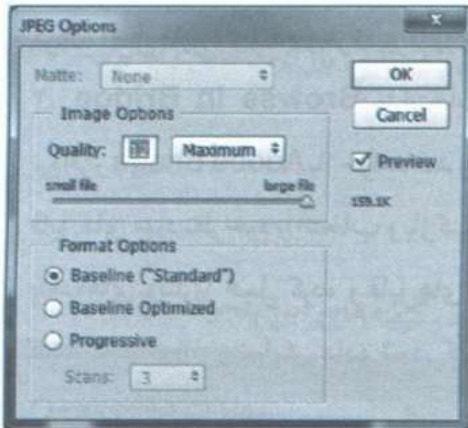 JPEG Options
x
Matte: None
OK
Image Options
Cancel
Quality: Maximum
Preview
small file large file
159.1K
Format Options
Baseline ("Standard")
Baseline Optimized
Progressive
Scans: 3